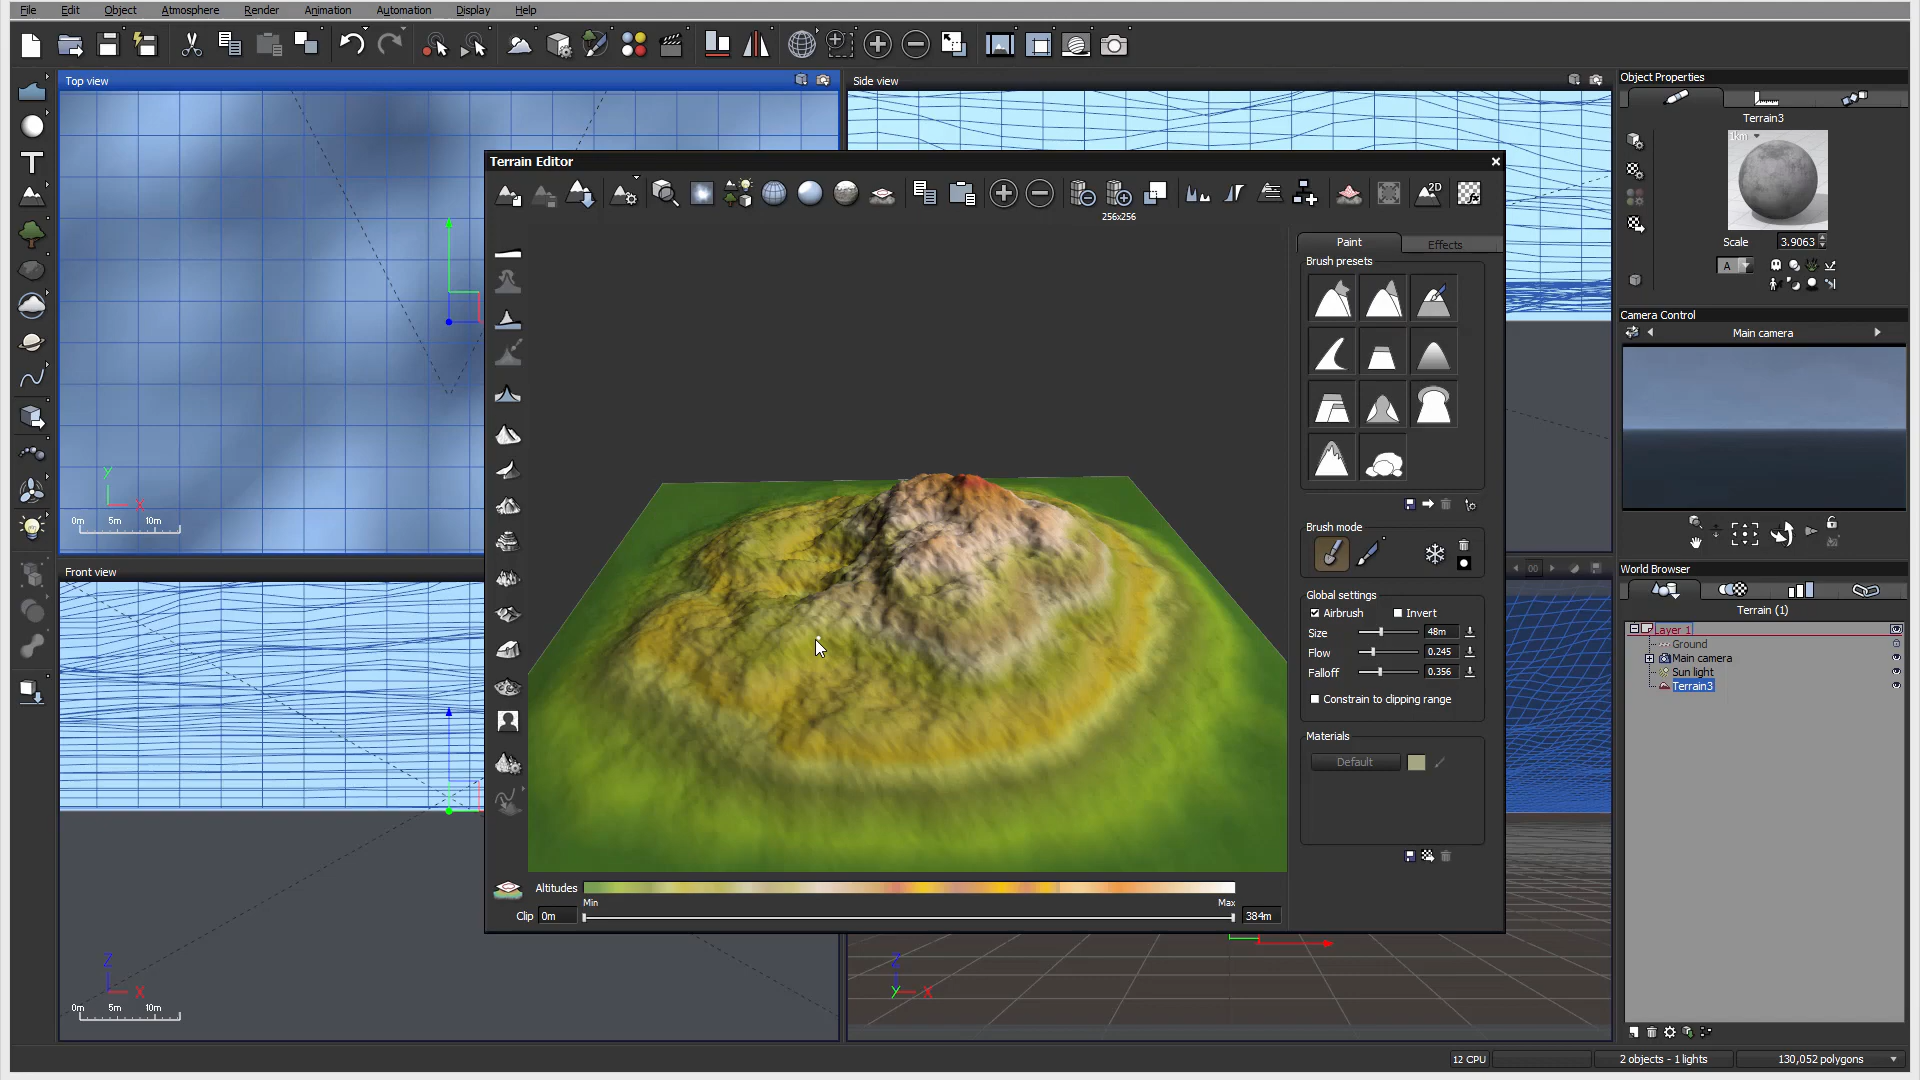 File Edit Object Atmosphere Render Animation Automation Display Help
Top view
Side view
Object Properties
Terrain3
1km
Scale 3.9063
A
Camera Control
Main camera
World Browser
Terrain (1)
Layer 1
Ground
Main camera
Sun light
Terrain3
Terrain Editor
2D
256x256
Paint Effects
Brush presets
Brush mode
Global settings
Airbrush Invert
Size 48m
Flow 0.245
Falloff 0.356
Constrain to clipping range
Materials
Default
Altitudes
Min Max
Clip 0m 384m
Y
X
0m 5m 10m
Front view
00
Z
X
0m 5m 10m
Z
Y X
12 CPU 2 objects - 1 lights 130,052 polygons